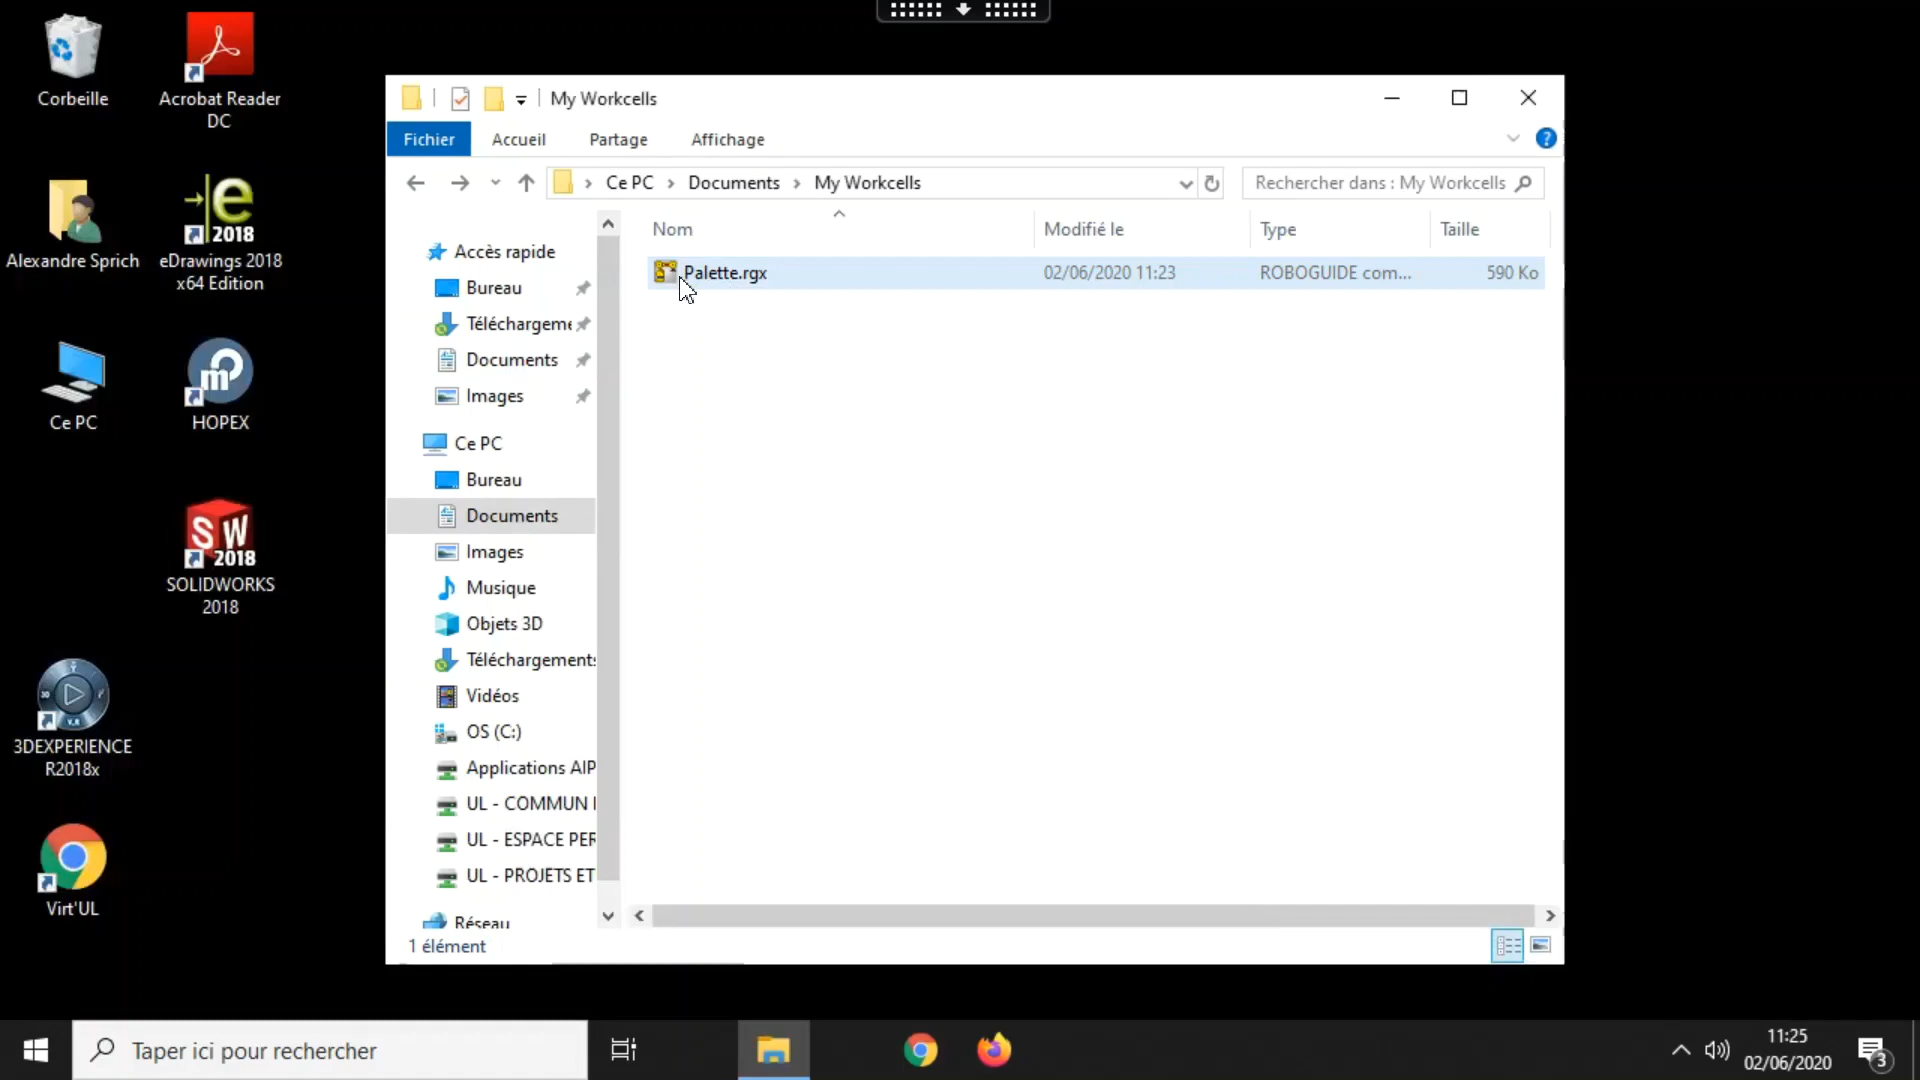 Corbeille
Acrobat Reader
DC
Alexandre Sprich
2018
eDrawings 2018
x64 Edition
Ce PC
HOPEX
SW
2018
SOLIDWORKS
2018
3DEXPERIENCE
R2018x
Virt'UL
My Workcells
Fichier
Accueil
Partage
Affichage
Ce PC
Documents
My Workcells
Rechercher dans : My Workcells
Nom
Modifié le
Type
Taille
Palette.rgx
02/06/2020 11:23
ROBOGUIDE com...
590 Ko
Accès rapide
Bureau
Téléchargeme
Documents
Images
Ce PC
Bureau
Documents
Images
Musique
Objets 3D
Téléchargements
Vidéos
OS (C:)
Applications AIP
UL - COMMUN
UL - ESPACE PER
UL - PROJETS ET
Réseau
1 élément
Taper ici pour rechercher
11:25
02/06/2020
3